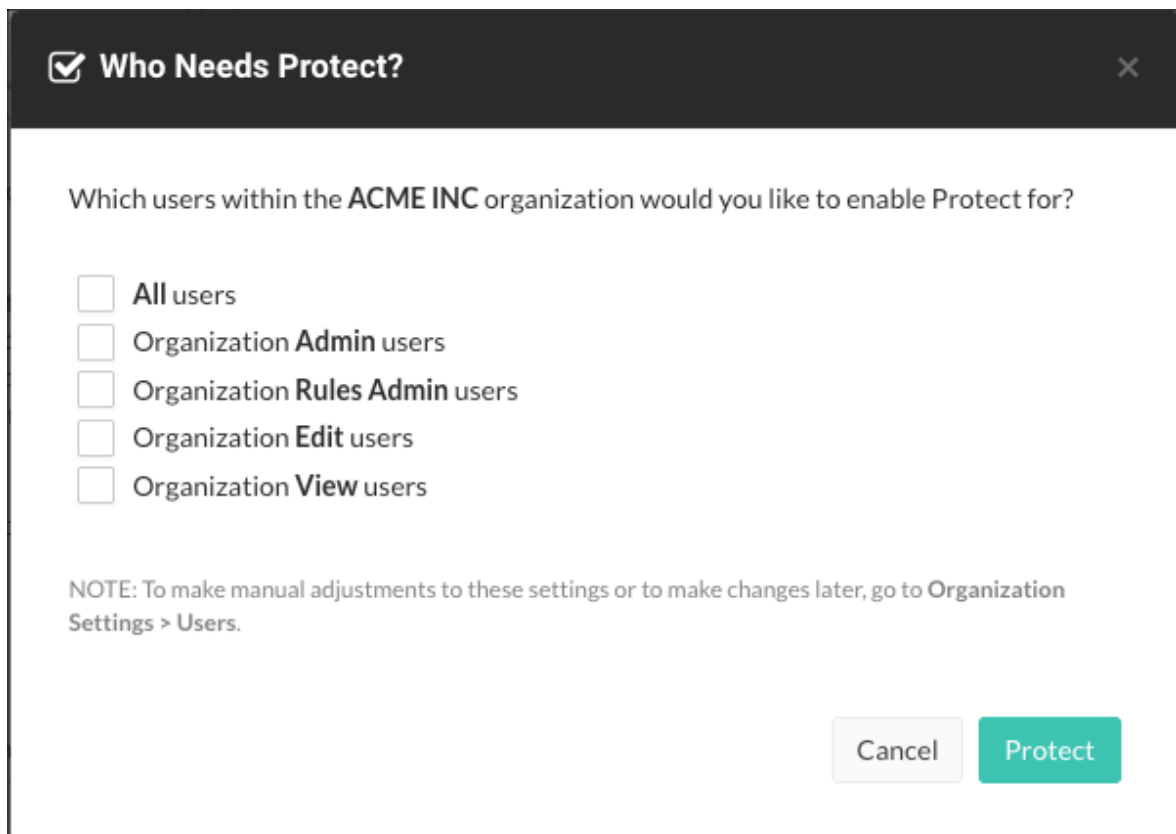 Who Needs Protect?
Which users within the ACME INC organization would you like to enable Protect for?
All users
Organization Admin users
Organization Rules Admin users
Organization Edit users
Organization View users
NOTE: To make manual adjustments to these settings or to make changes later, go to Organization
Settings > Users.
Cancel
Protect